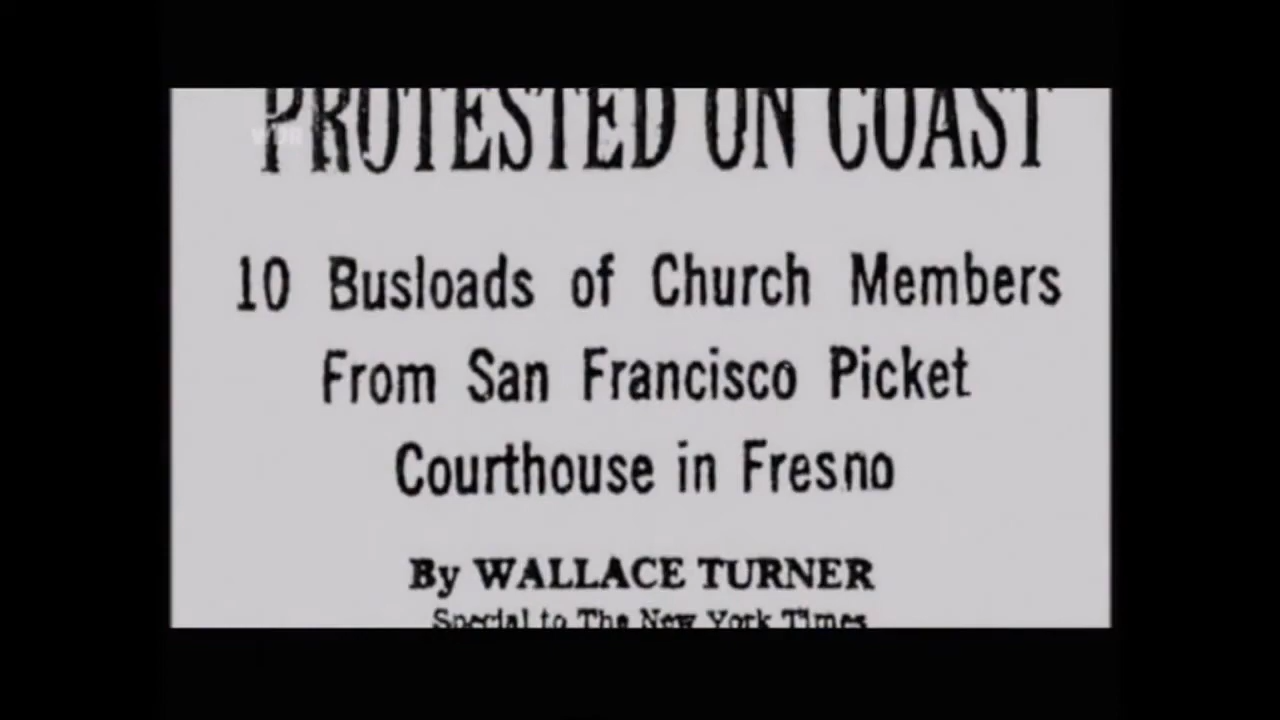 PROTESTED ON COAST
WDR
10 Busloads of Church Members
From San Francisco Picket
Courthouse in Fresno
By WALLACE TURNER
Special to The New York Times